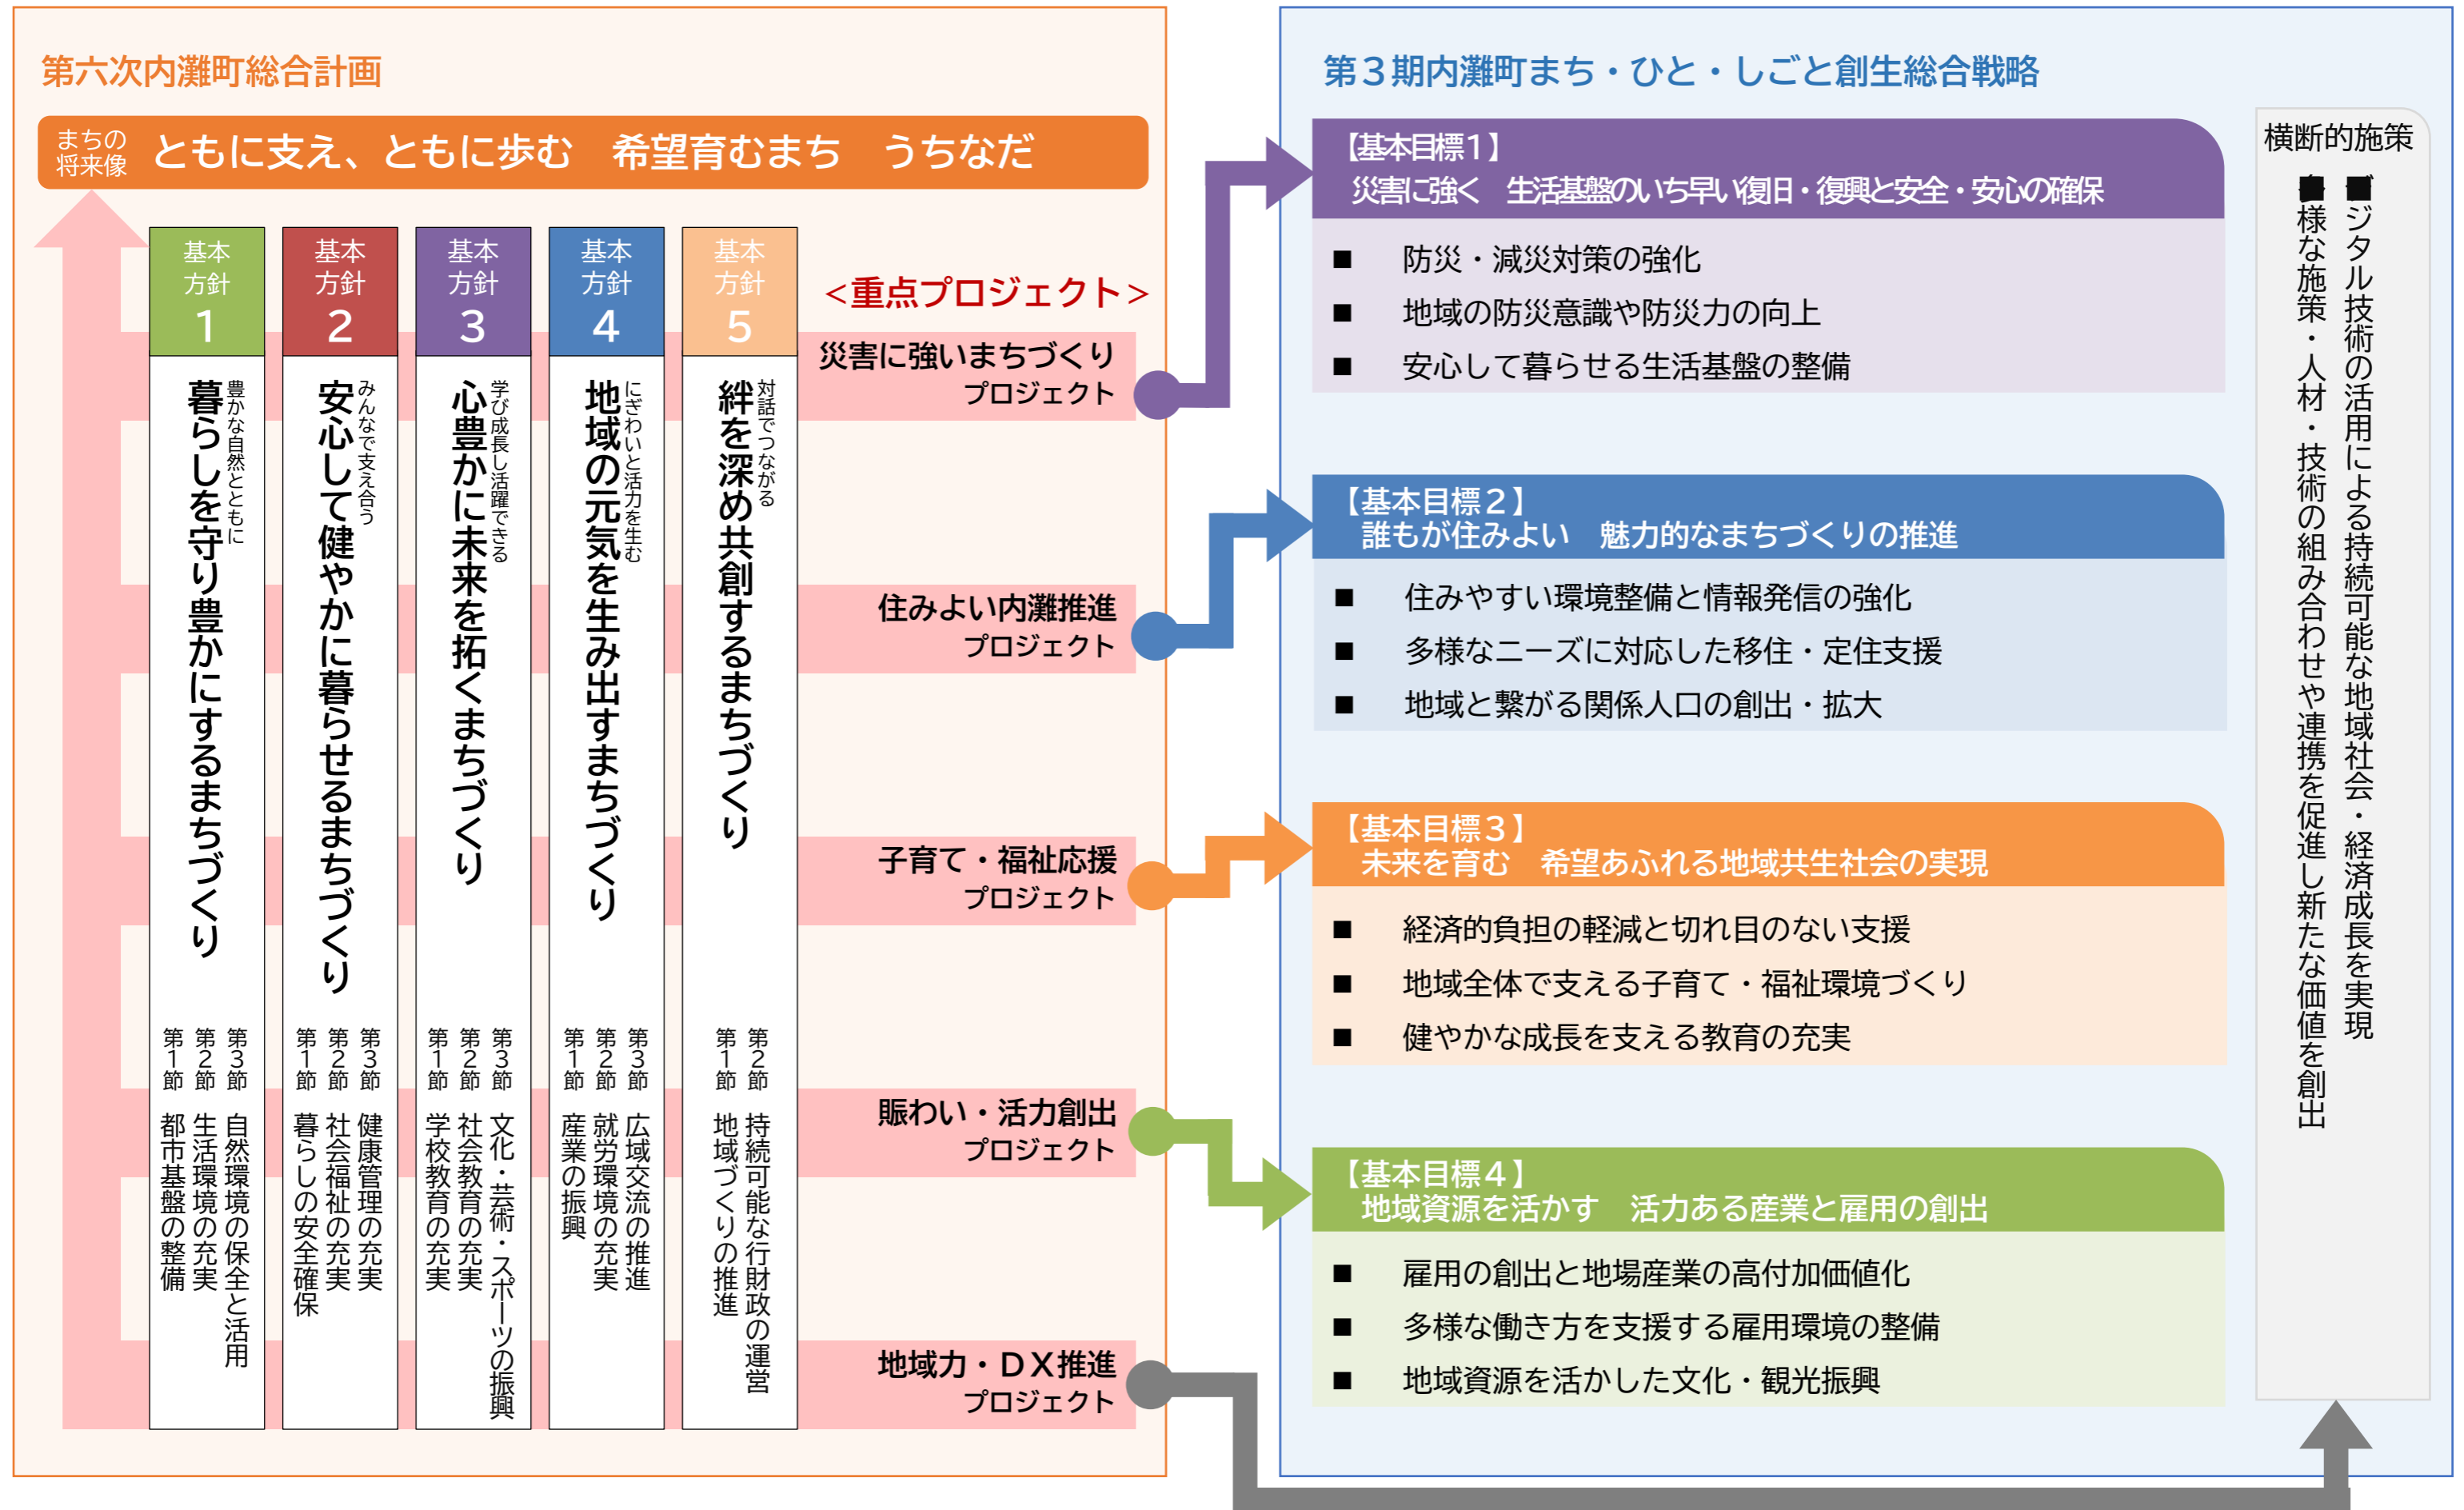 第六次内灘町総合計画
まちの
将来像
ともに支え、ともに歩む　希望育むまち　うちなだ
<重点プロジェクト>
基本
方針
1
豊かな自然とともに
暮らしを守り豊かにするまちづくり
第1節　都市基盤の整備
第2節　生活環境の充実
第3節　自然環境の保全と活用
基本
方針
2
みんなで支え合う
安心して健やかに暮らせるまちづくり
第1節　暮らしの安全確保
第2節　社会福祉の充実
第3節　健康管理の充実
基本
方針
3
学び成長し活躍できる
心豊かに未来を拓くまちづくり
第1節　学校教育の充実
第2節　社会教育の充実
第3節　文化・芸術・スポーツの振興
基本
方針
4
にぎわいと活力を生む
地域の元気を生み出すまちづくり
第1節　産業の振興
第2節　就労環境の充実
第3節　広域交流の推進
基本
方針
5
対話でつながる
絆を深め共創するまちづくり
第1節　地域づくりの推進
第2節　持続可能な行財政の運営
災害に強いまちづくり
プロジェクト
住みよい内灘推進
プロジェクト
子育て・福祉応援
プロジェクト
賑わい・活力創出
プロジェクト
地域力・ＤＸ推進
プロジェクト
第３期内灘町まち・ひと・しごと創生総合戦略
【基本目標１】
災害に強く　生活基盤のいち早い復旧・復興と安全・安心の確保
■　防災・減災対策の強化
■　地域の防災意識や防災力の向上
■　安心して暮らせる生活基盤の整備
【基本目標２】
誰もが住みよい　魅力的なまちづくりの推進
■　住みやすい環境整備と情報発信の強化
■　多様なニーズに対応した移住・定住支援
■　地域と繋がる関係人口の創出・拡大
【基本目標３】
未来を育む　希望あふれる地域共生社会の実現
■　経済的負担の軽減と切れ目のない支援
■　地域全体で支える子育て・福祉環境づくり
■　健やかな成長を支える教育の充実
【基本目標４】
地域資源を活かす　活力ある産業と雇用の創出
■　雇用の創出と地場産業の高付加価値化
■　多様な働き方を支援する雇用環境の整備
■　地域資源を活かした文化・観光振興
横断的施策
■デジタル技術の活用による持続可能な地域社会・経済成長を実現
■多様な施策・人材・技術の組み合わせや連携を促進し新たな価値を創出